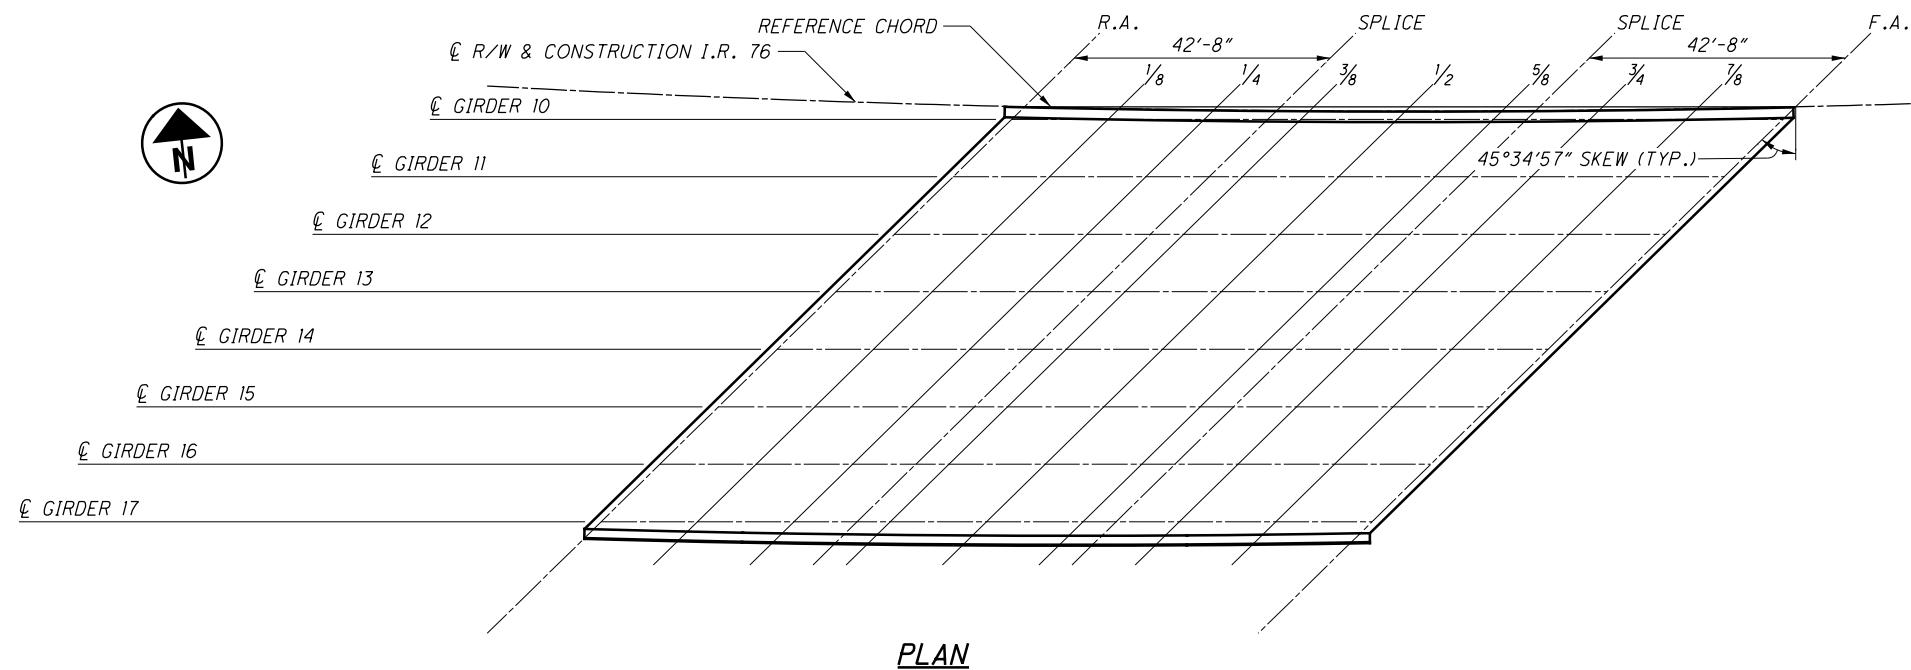 REFERENCE CHORD
R.A.
SPLICE
SPLICE
F.A.
℄ R/W & CONSTRUCTION I.R. 76
42'-8"
42'-8"
1/8
1/4
3/8
1/2
5/8
3/4
7/8
℄ GIRDER 10
N
℄ GIRDER 11
45°34'57" SKEW (TYP.)
℄ GIRDER 12
℄ GIRDER 13
℄ GIRDER 14
℄ GIRDER 15
℄ GIRDER 16
℄ GIRDER 17
PLAN